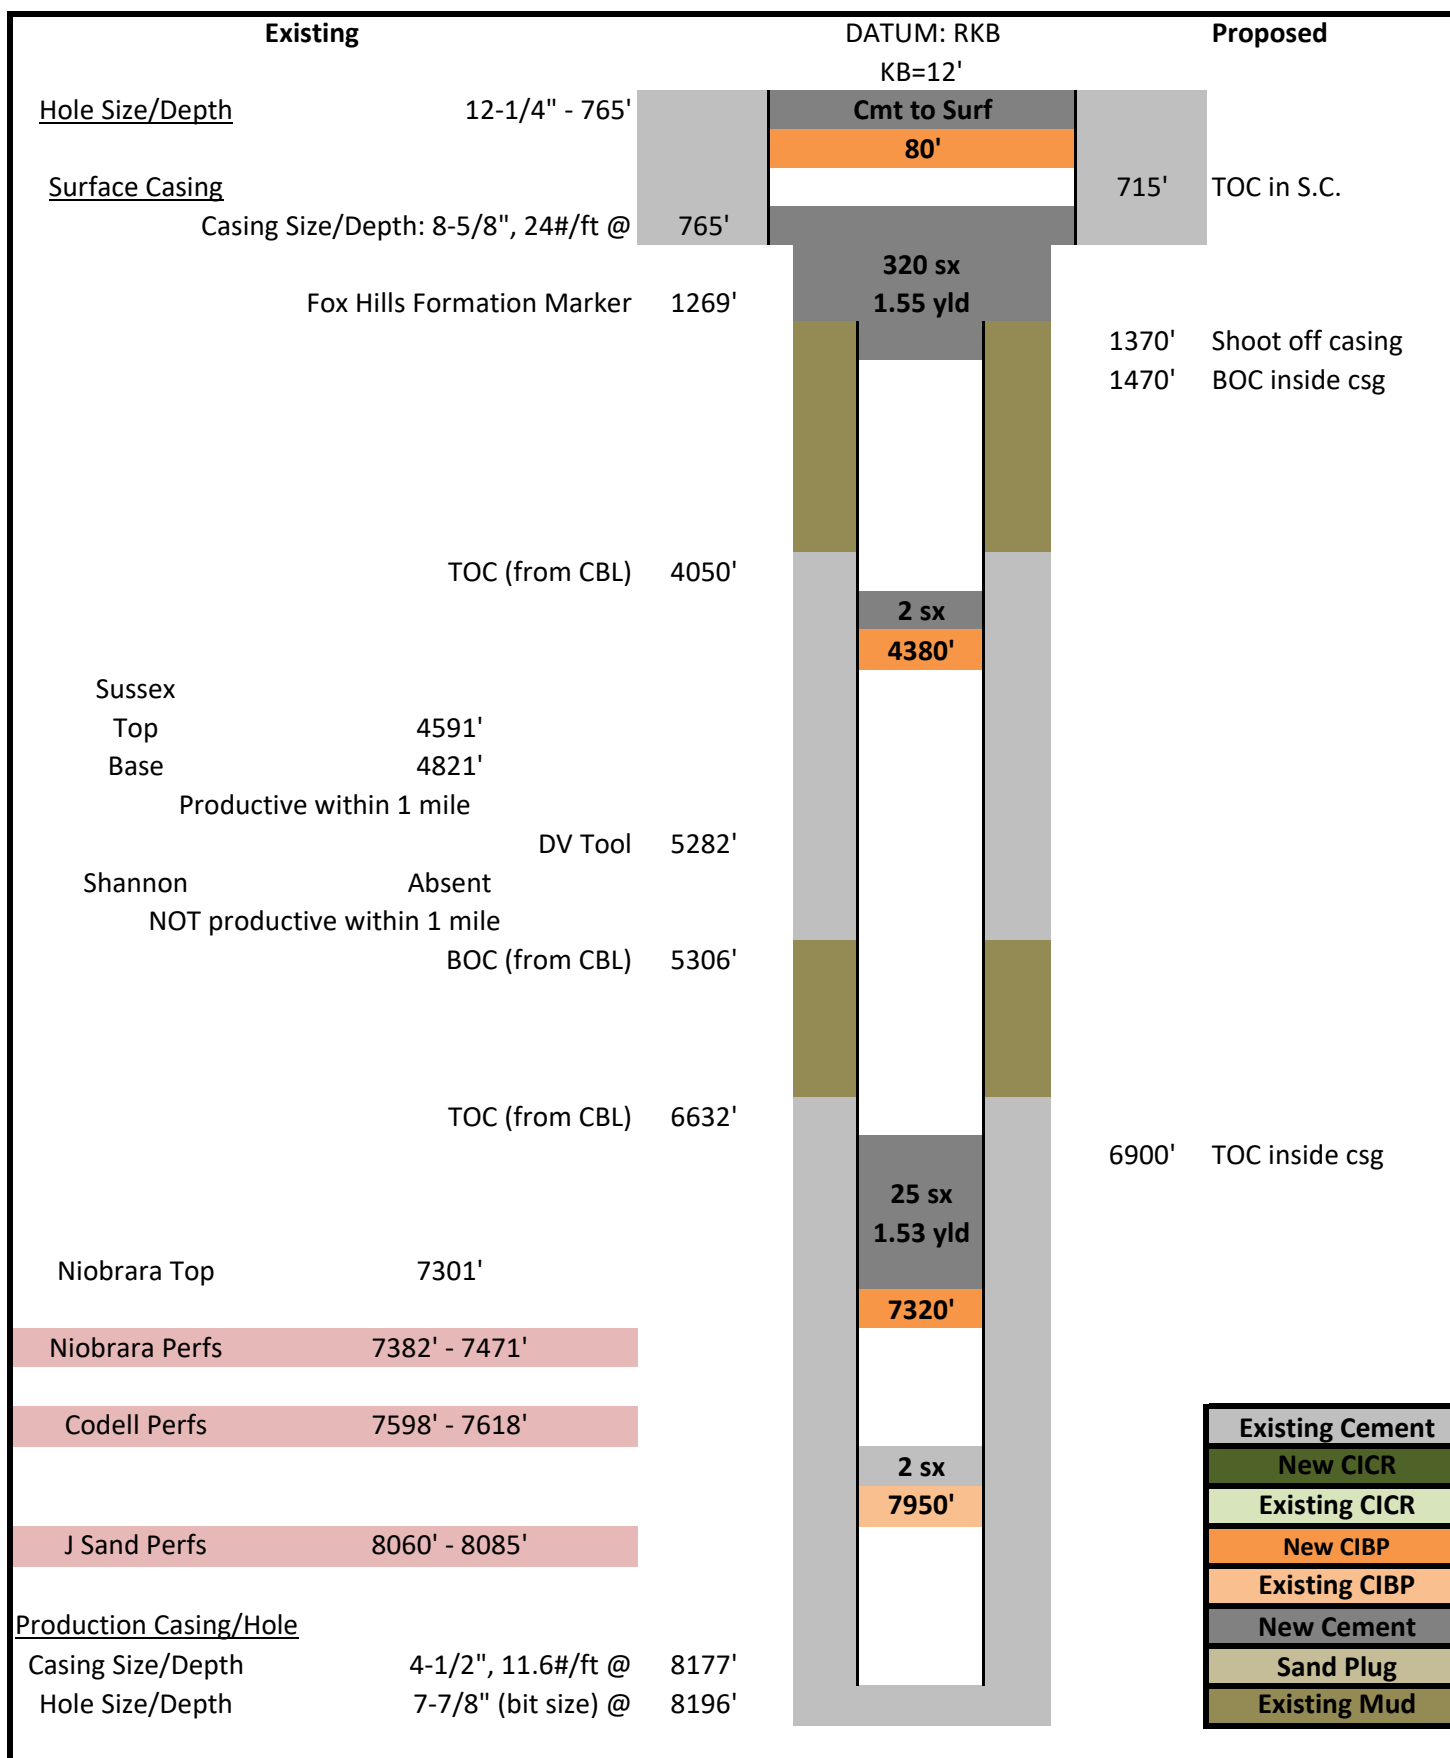 Existing DATUM: RKB Proposed
KB=12'
Hole Size/Depth 12-1/4" - 765' Cmt to Surf
80'
Surface Casing 715' TOC in S.C.
Casing Size/Depth: 8-5/8", 24#/ft @ 765'
320 sx
Fox Hills Formation Marker 1269' 1.55 yld
1370' Shoot off casing
1470' BOC inside csg
TOC (from CBL) 4050'
2 sx
4380'
Sussex
Top 4591'
Base 4821'
Productive within 1 mile
DV Tool 5282'
Shannon Absent
NOT productive within 1 mile
BOC (from CBL) 5306'
TOC (from CBL) 6632'
6900' TOC inside csg
25 sx
1.53 yld
Niobrara Top 7301'
7320'
Niobrara Perfs 7382' - 7471'
Codell Perfs 7598' - 7618' Existing Cement
2 sx New CICR
7950' Existing CICR
J Sand Perfs 8060' - 8085' New CIBP
Existing CIBP
Production Casing/Hole New Cement
Casing Size/Depth 4-1/2", 11.6#/ft @ 8177' Sand Plug
Hole Size/Depth 7-7/8" (bit size) @ 8196' Existing Mud